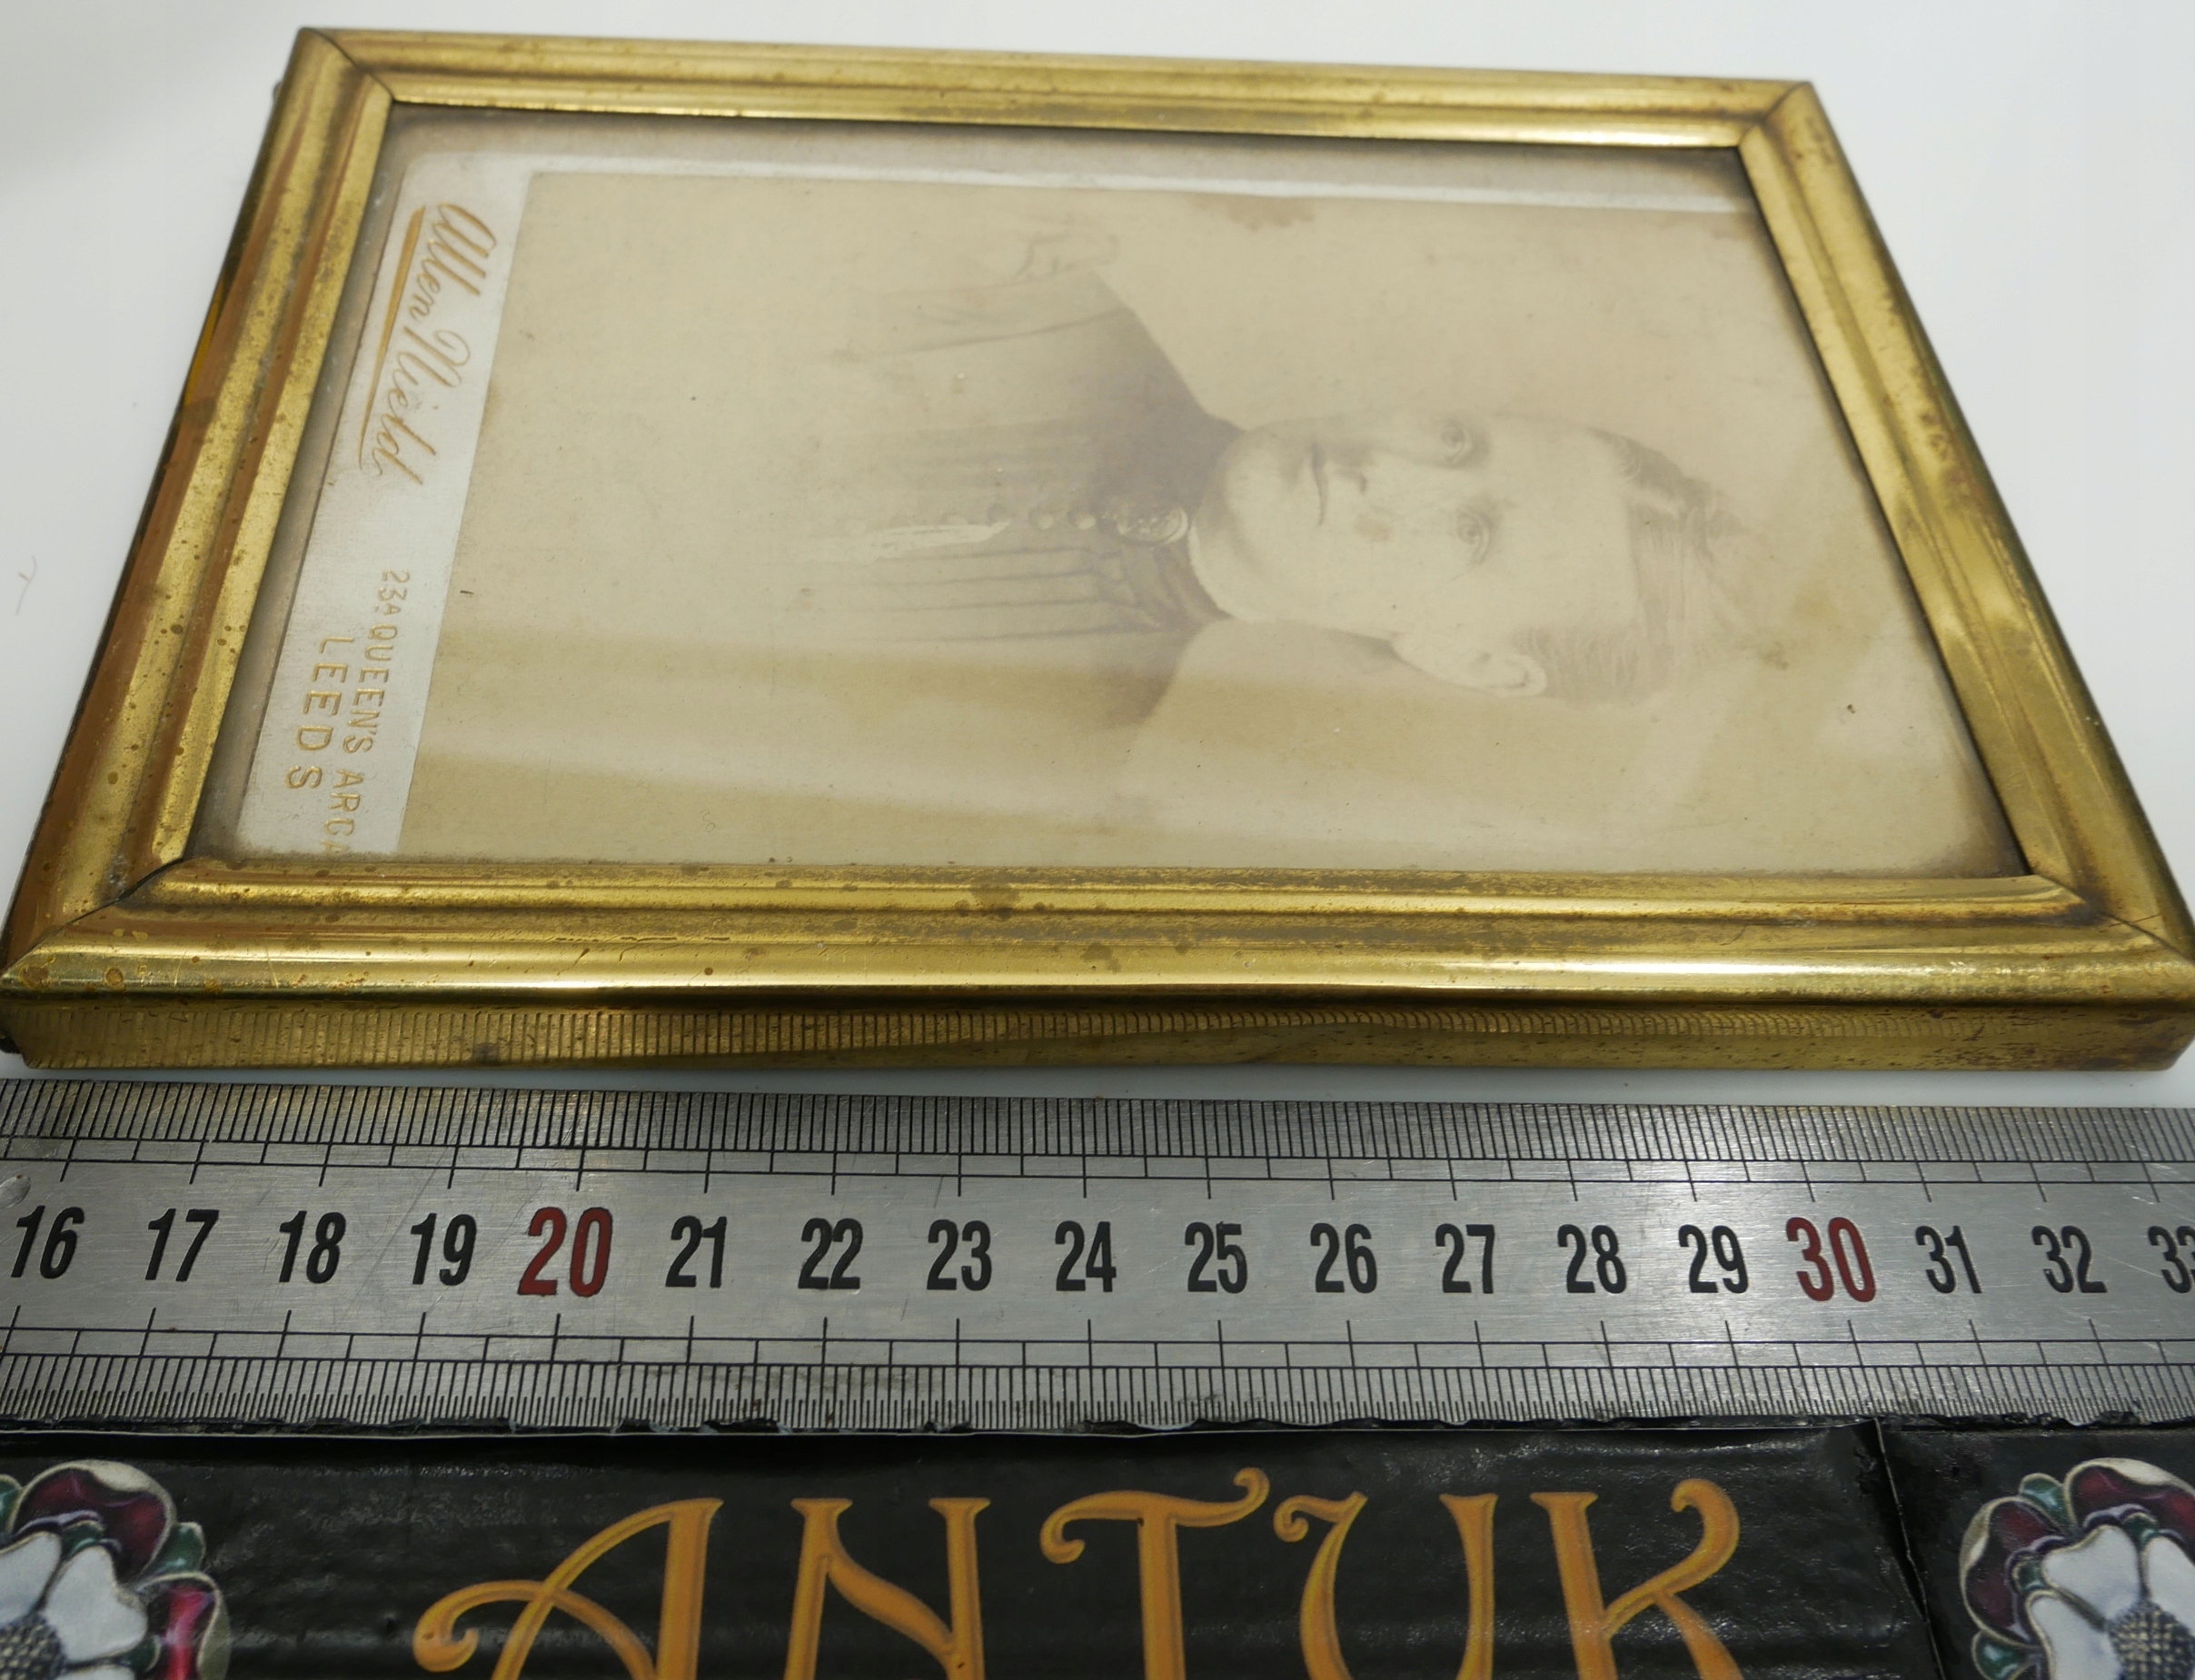 Allen Nield
23A QUEEN'S ARCA
LEEDS
16 17 18 19 20 21 22 23 24 25 26 27 28 29 30 31 32 33
ANTUK